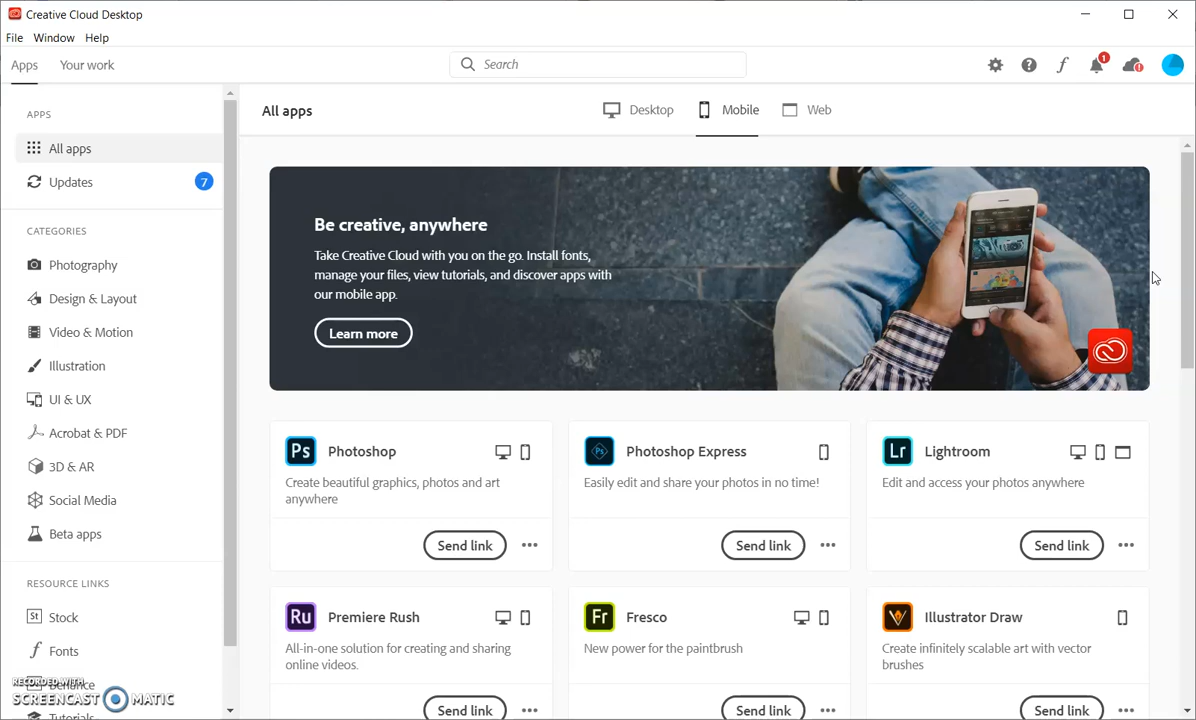 Creative Cloud Desktop
File Window Help
Apps Your work Search 1
APPS
All apps
Updates 7
CATEGORIES
Photography
Design & Layout
Video & Motion
Illustration
UI & UX
Acrobat & PDF
3D & AR
Social Media
Beta apps
RESOURCE LINKS
St Stock
Fonts
Behance
Tutorials
RECORDED WITH
SCREENCAST MATIC
All apps Desktop Mobile Web
Be creative, anywhere
Take Creative Cloud with you on the go. Install fonts,
manage your files, view tutorials, and discover apps with
our mobile app.
Learn more
Ps Photoshop
Create beautiful graphics, photos and art
anywhere
Send link
Ps Photoshop Express
Easily edit and share your photos in no time!
Send link
Lr Lightroom
Edit and access your photos anywhere
Send link
Ru Premiere Rush
All-in-one solution for creating and sharing
online videos.
Send link
Fr Fresco
New power for the paintbrush
Send link
Illustrator Draw
Create infinitely scalable art with vector
brushes
Send link